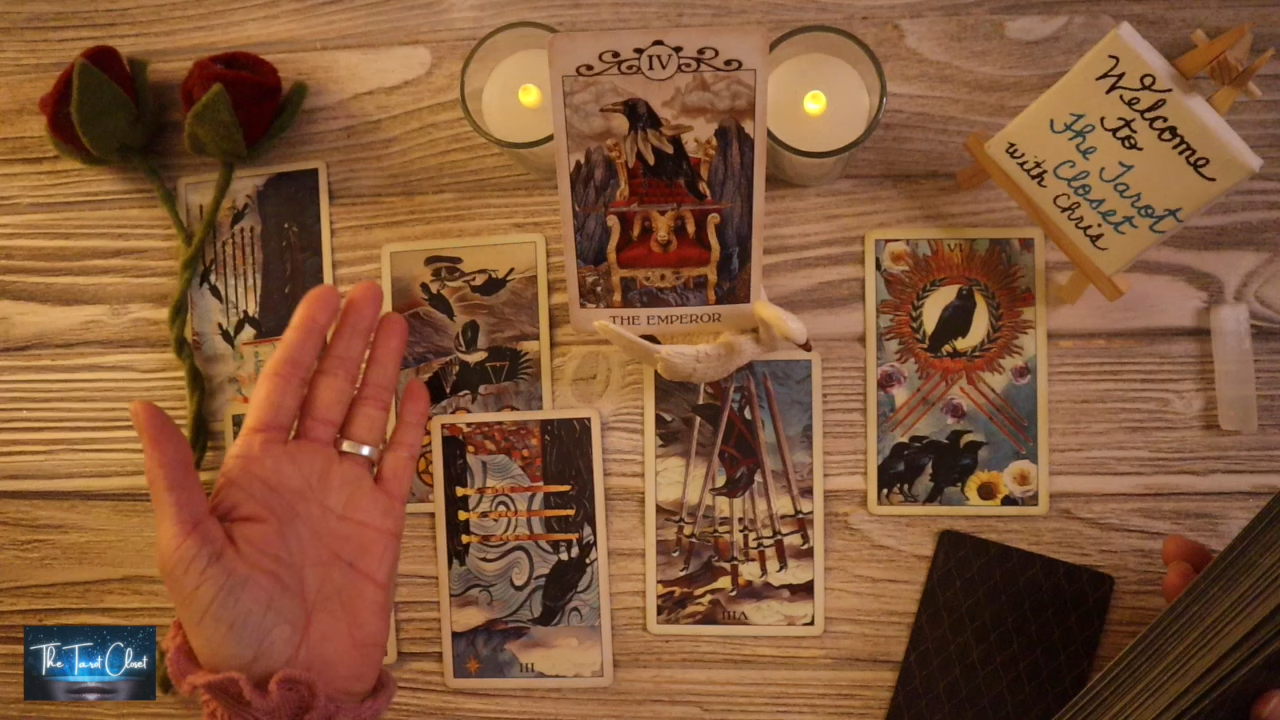 IV
THE EMPEROR
Welcome
to
The Tarot
Closet
with Chris
VI
III
VIII
The Tarot Closet